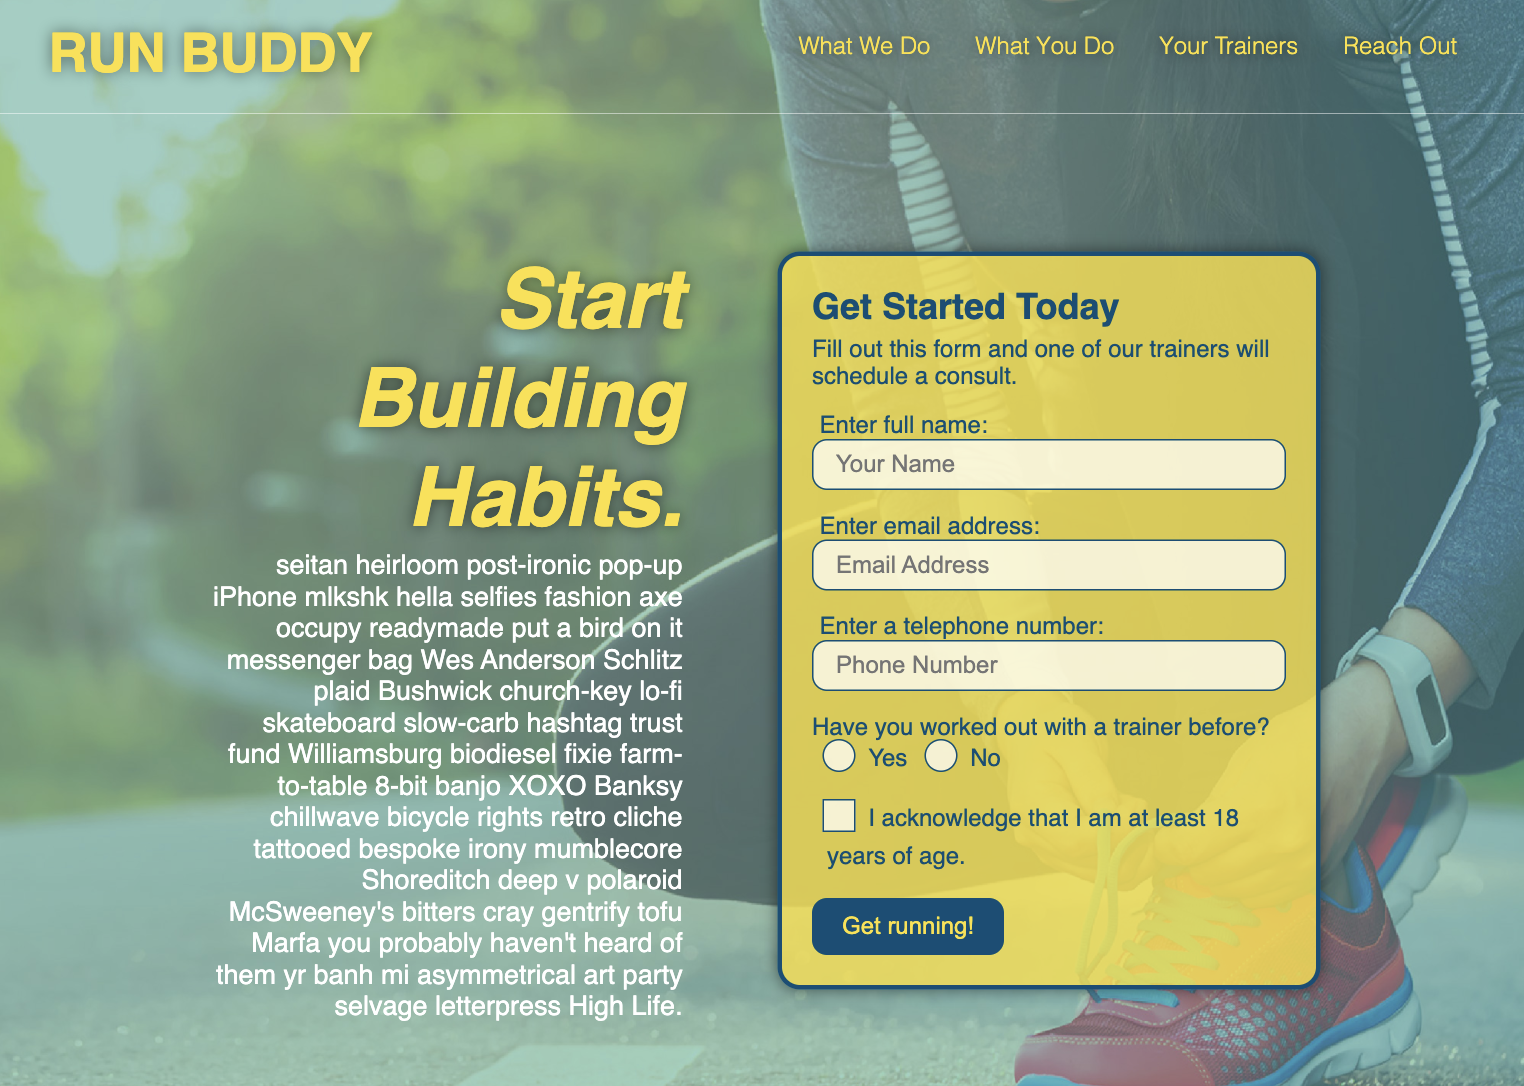 RUN BUDDY
What We Do
What You Do
Your Trainers
Reach Out
Start
Building
Habits.
seitan heirloom post-ironic pop-up
iPhone mlkshk hella selfies fashion axe
occupy readymade put a bird on it
messenger bag Wes Anderson Schlitz
plaid Bushwick church-key lo-fi
skateboard slow-carb hashtag trust
fund Williamsburg biodiesel fixie farm-
to-table 8-bit banjo XOXO Banksy
chillwave bicycle rights retro cliche
tattooed bespoke irony mumblecore
Shoreditch deep v polaroid
McSweeney's bitters cray gentrify tofu
Marfa you probably haven't heard of
them yr banh mi asymmetrical art party
selvage letterpress High Life.
Get Started Today
Fill out this form and one of our trainers will
schedule a consult.
Enter full name:
Your Name
Enter email address:
Email Address
Enter a telephone number:
Phone Number
Have you worked out with a trainer before?
Yes No
I acknowledge that I am at least 18
years of age.
Get running!